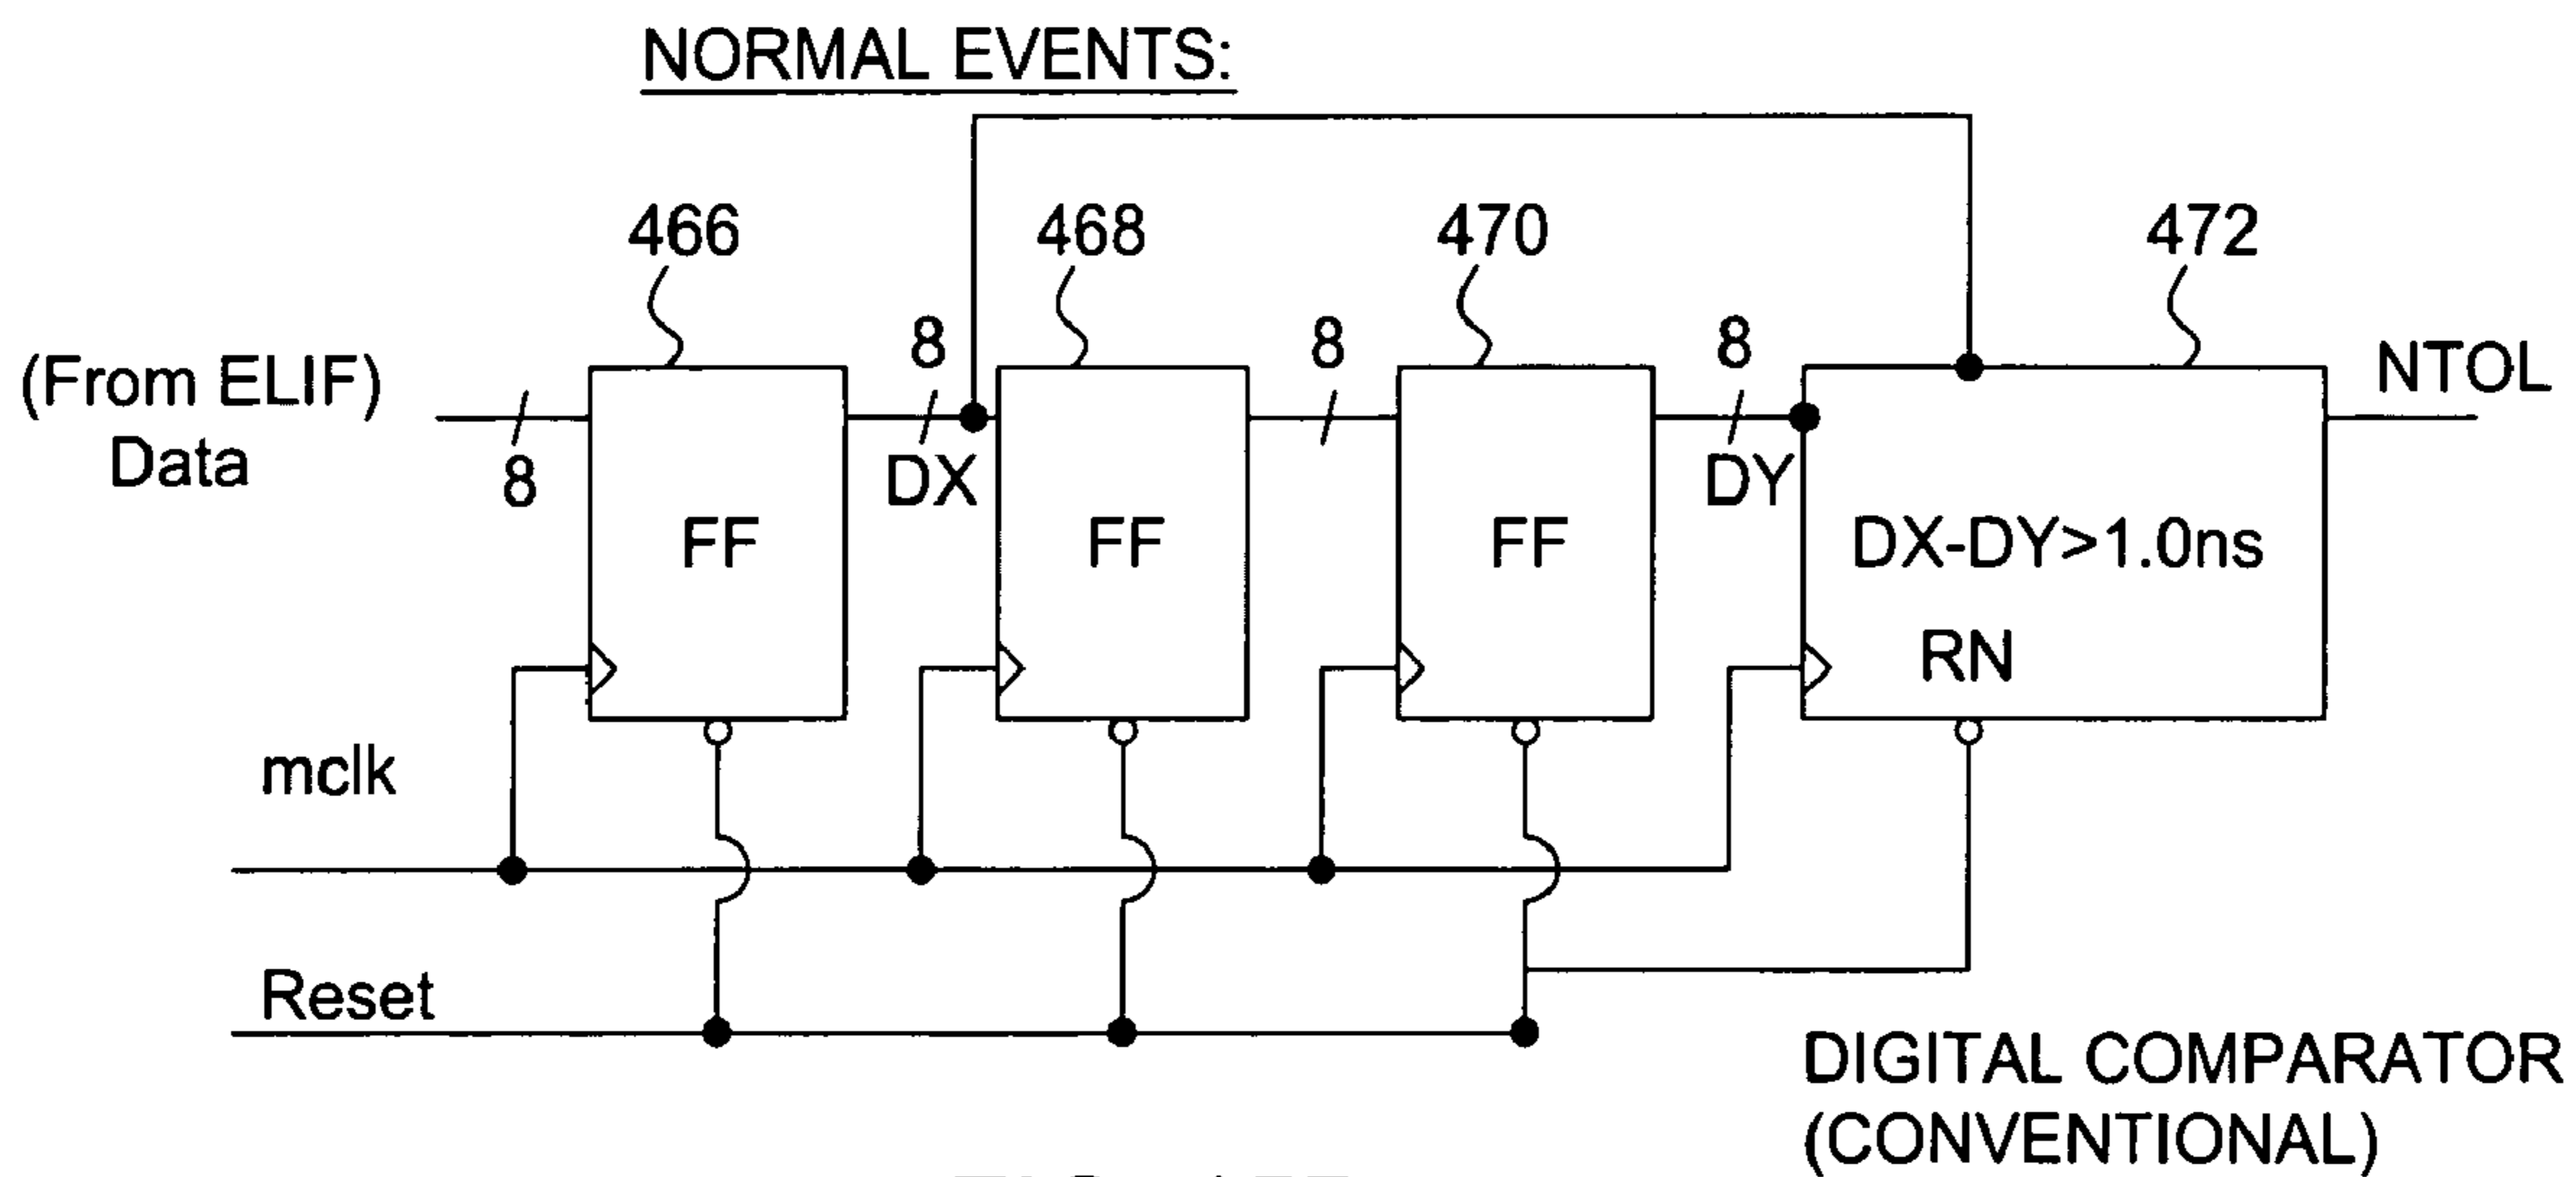 NORMAL EVENTS:
466
468
470
472
(From ELIF)
Data
8
8
DX
8
8
DY
NTOL
FF
FF
FF
DX-DY>1.0ns
RN
mclk
Reset
DIGITAL COMPARATOR
(CONVENTIONAL)